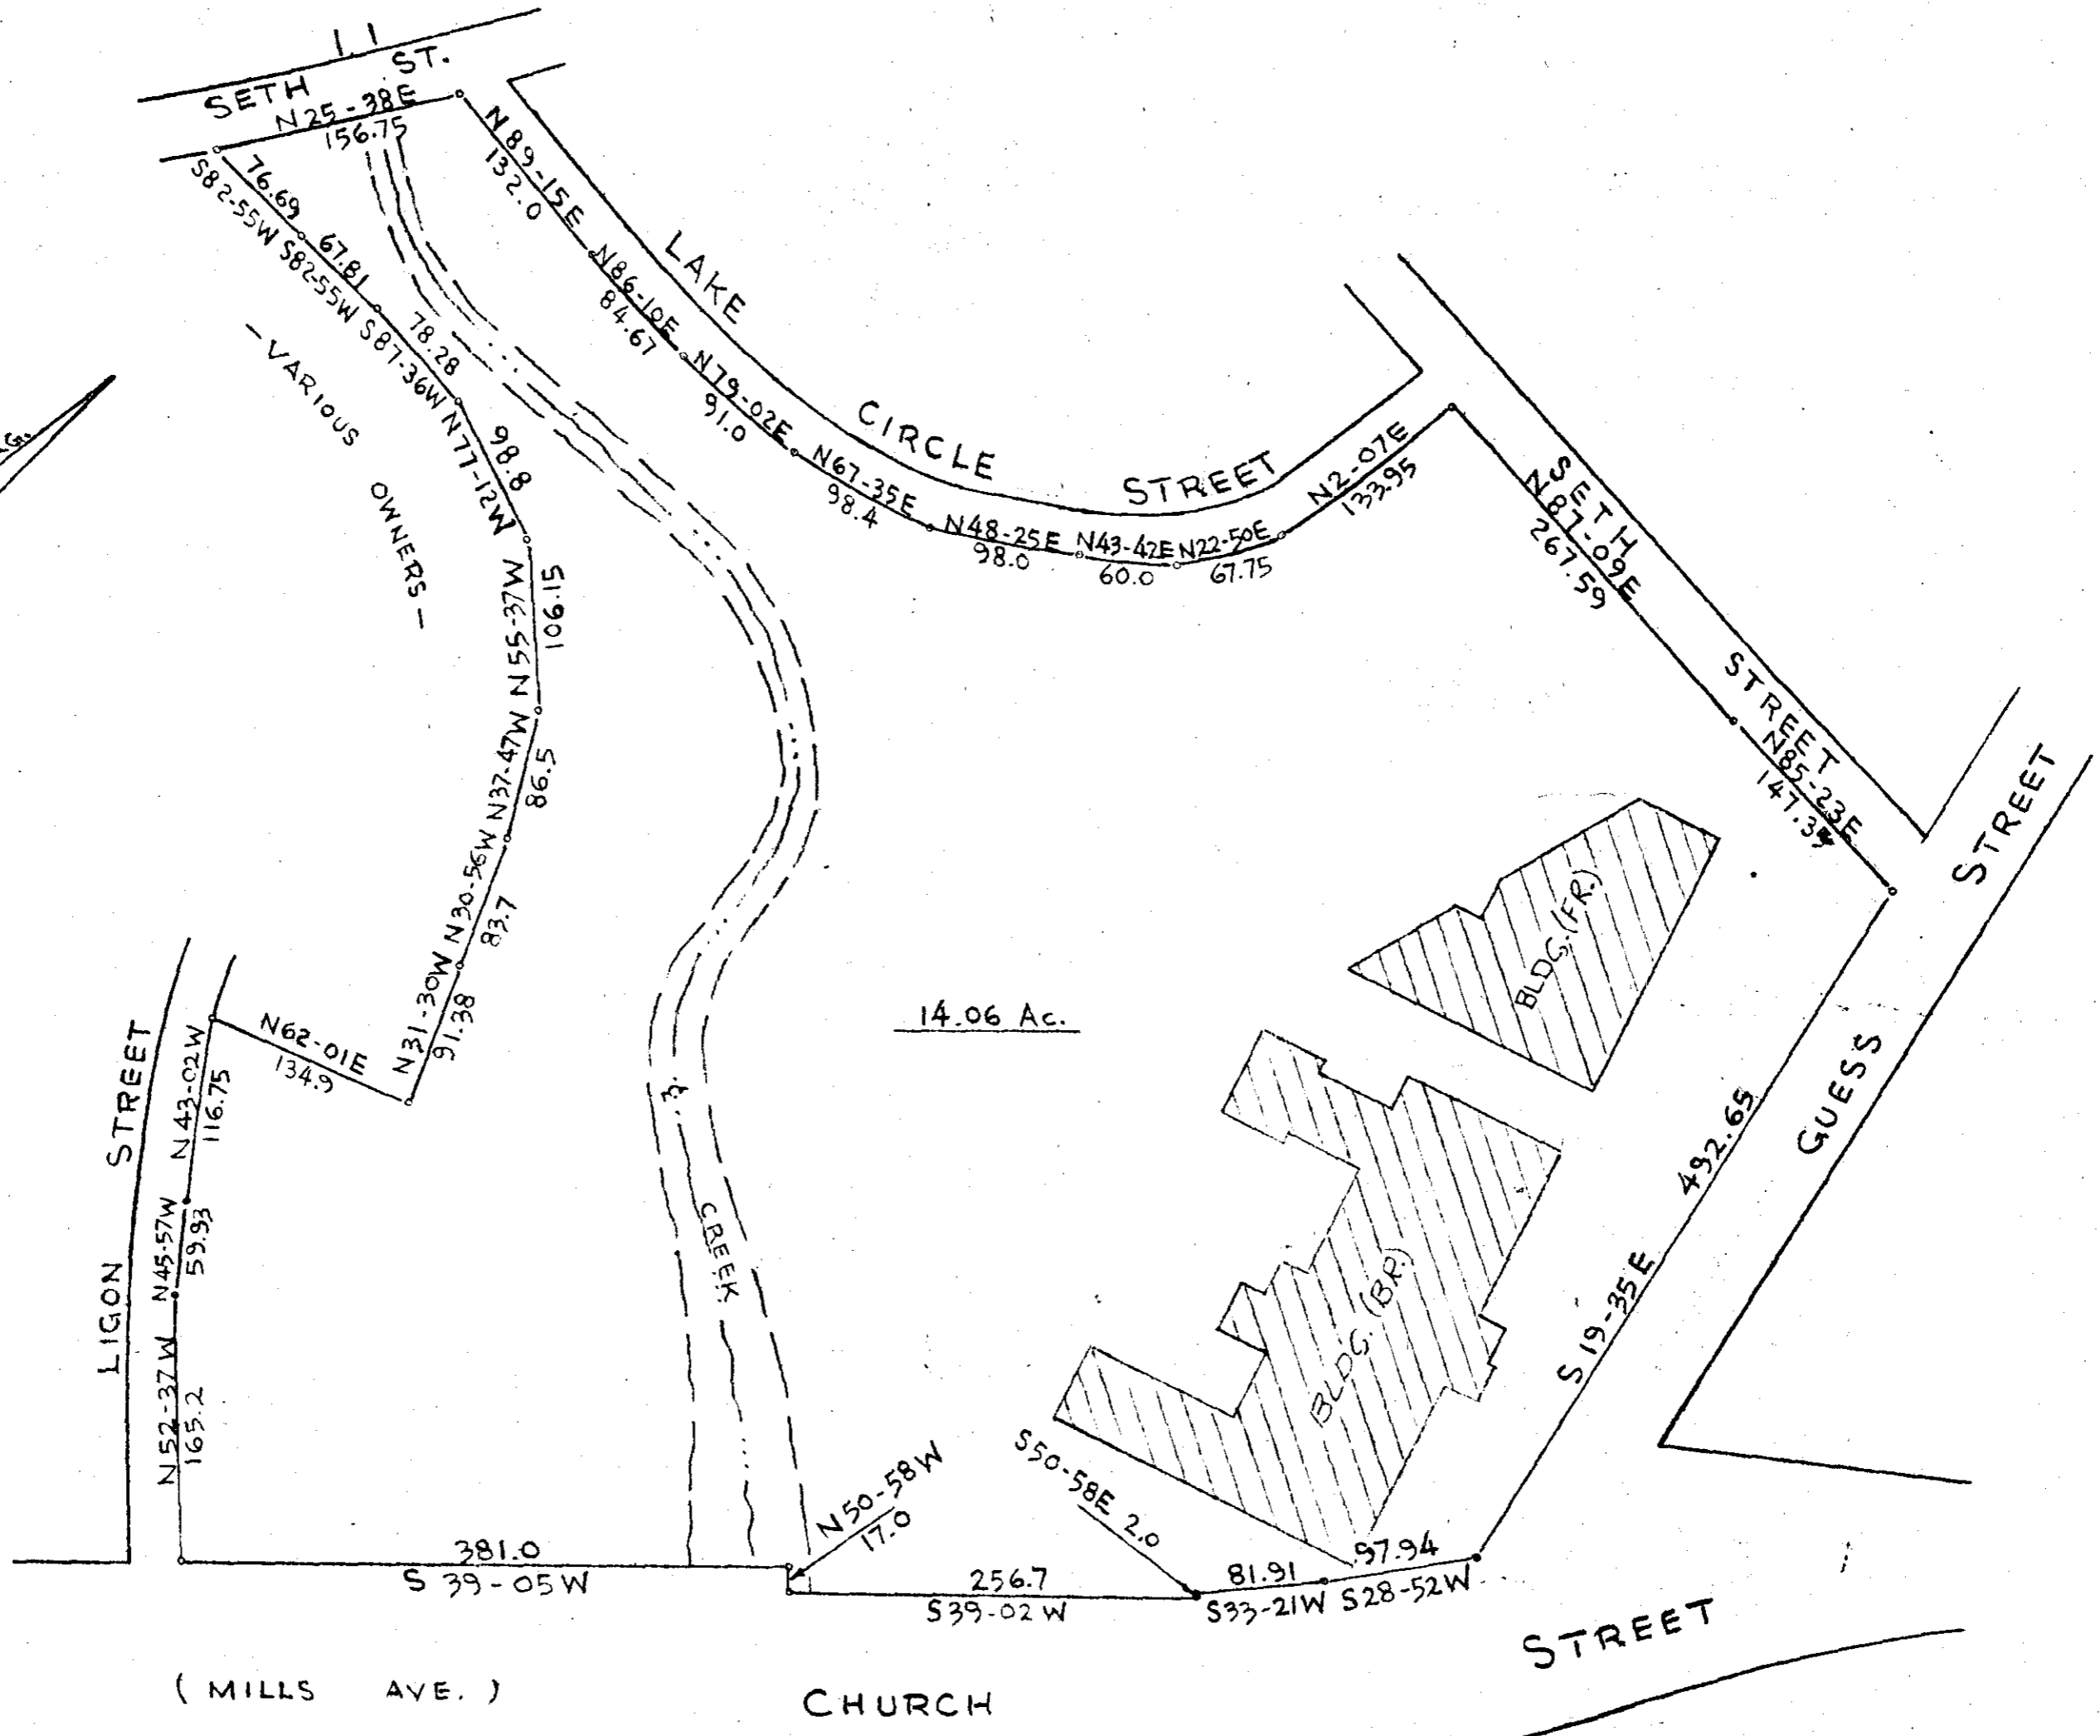 SETH ST.
N25-38E
156.75
N89-15E
132.0
76.69
S82-55W
67.81
S82-55W
78.28
S87-36W
98.8
N77-12W
- VARIOUS OWNERS -
N86-10E
84.67
LAKE CIRCLE STREET
N79-02E
91.0
N67-35E
98.4
N48-25E
98.0
N43-42E
60.0
N22-50E
67.75
N2-07E
133.95
SETH STREET
N87-09E
267.59
N85-23E
G.
N55-37W
106.15
N37-47W
86.5
N30-56W
83.7
N31-30W
91.38
N62-01E
134.9
LIGON STREET
N43-02W
116.75
N45-57W
59.93
N52-37W
165.2
14.06 Ac.
BLDG. (FR.)
BLDG. (BR.)
CREEK
GUESS STREET
492.65
S 19-35E
N50-58W
17.0
S50-58E 2.0
381.0
S 39-05W
256.7
S39-02W
81.91
S33-21W
97.94
S28-52W
(MILLS AVE.)
CHURCH STREET